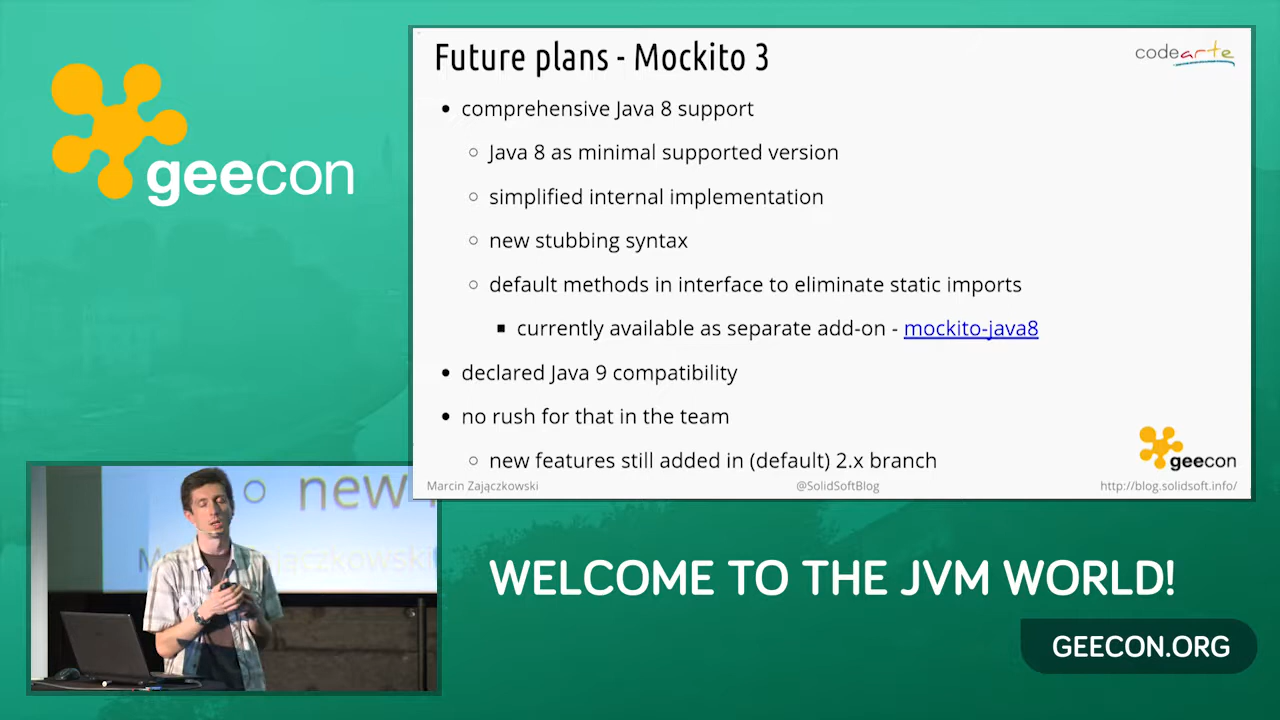 geecon
Future plans - Mockito 3
codearte
comprehensive Java 8 support
Java 8 as minimal supported version
simplified internal implementation
new stubbing syntax
default methods in interface to eliminate static imports
currently available as separate add-on - mockito-java8
declared Java 9 compatibility
no rush for that in the team
new features still added in (default) 2.x branch
geecon
Marcin Zajączkowski
@SolidSoftBlog
http://blog.solidsoft.info/
new
WELCOME TO THE JVM WORLD!
GEECON.ORG